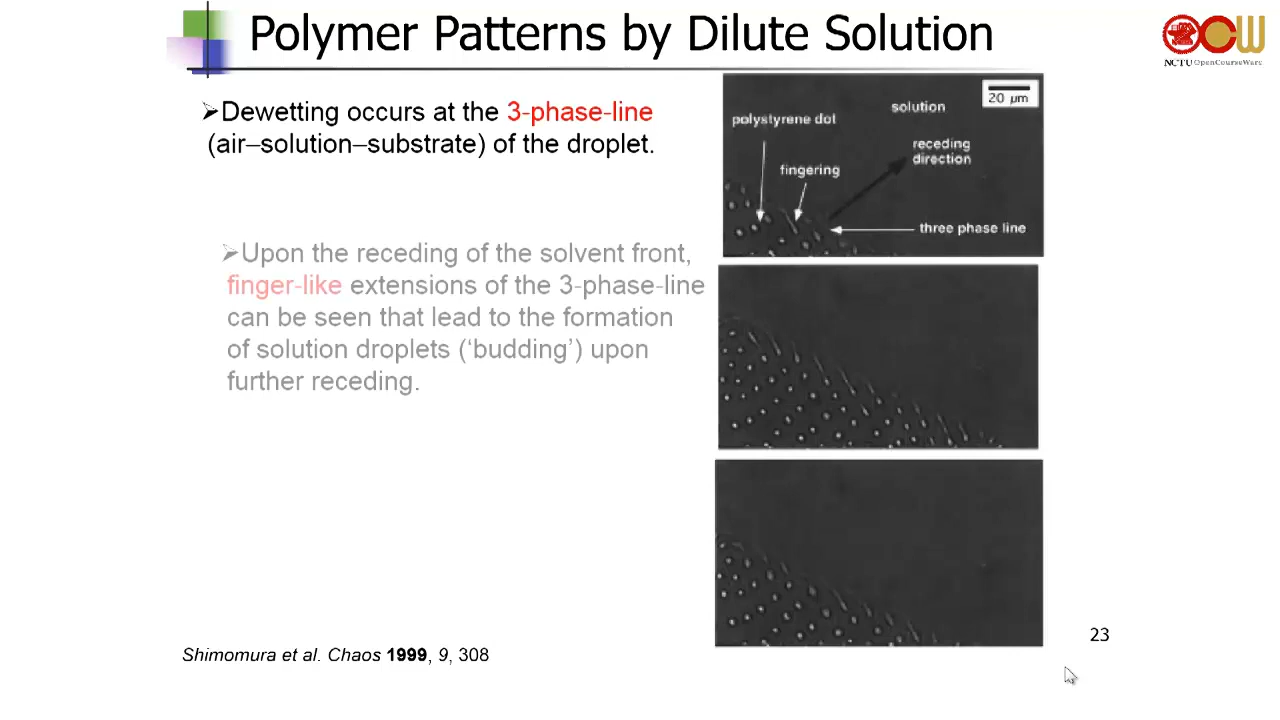 Polymer Patterns by Dilute Solution
NCTU OpenCourseWare
➢Dewetting occurs at the 3-phase-line
(air–solution–substrate) of the droplet.
➢Upon the receding of the solvent front,
finger-like extensions of the 3-phase-line
can be seen that lead to the formation
of solution droplets (‘budding’) upon
further receding.
20 μm
solution
polystyrene dot
receding
direction
fingering
three phase line
23
Shimomura et al. Chaos 1999, 9, 308